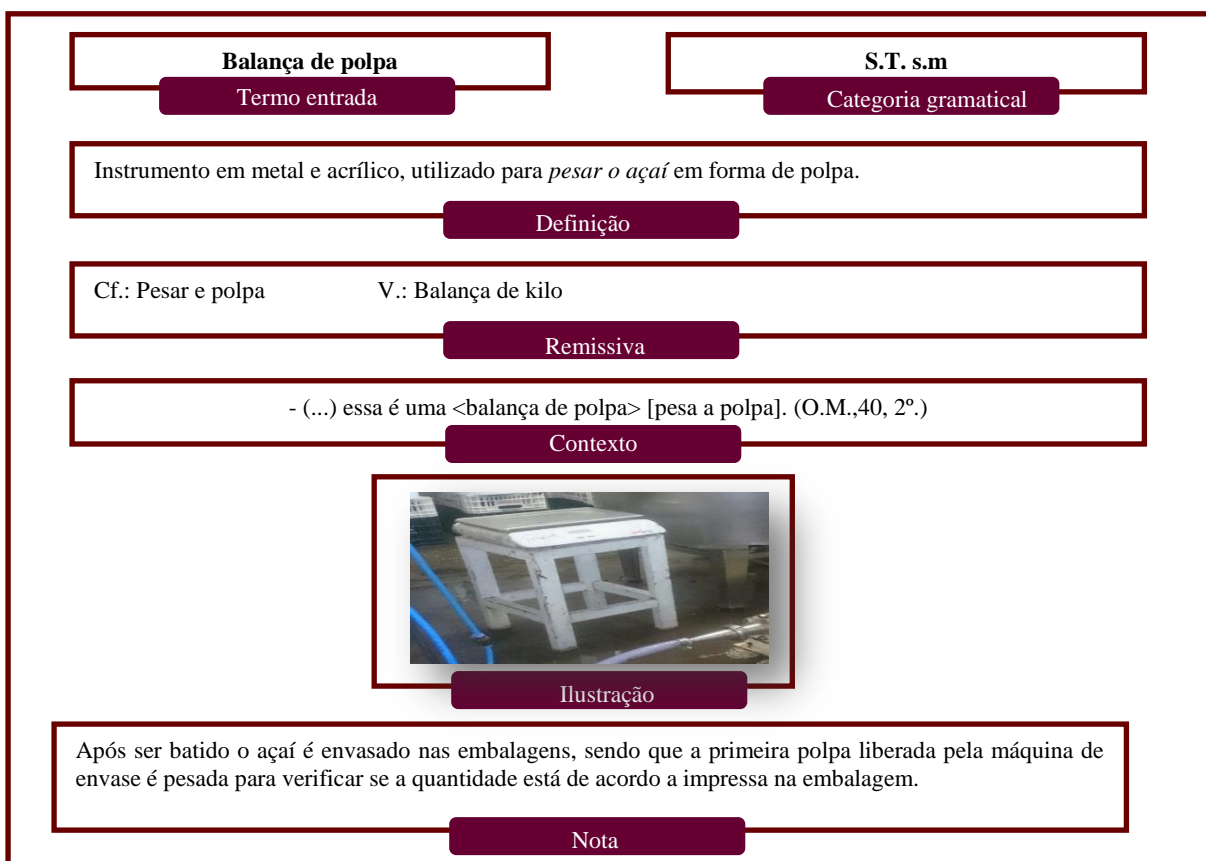 Balança de polpa
Termo entrada
S.T. s.m
Categoria gramatical
Instrumento em metal e acrílico, utilizado para pesar o açaí em forma de polpa.
Definição
Cf.: Pesar e polpa V.: Balança de kilo
Remissiva
- (...) essa é uma <balança de polpa> [pesa a polpa]. (O.M.,40, 2º.)
Contexto
Ilustração
Após ser batido o açaí é envasado nas embalagens, sendo que a primeira polpa liberada pela máquina de
envase é pesada para verificar se a quantidade está de acordo a impressa na embalagem.
Nota